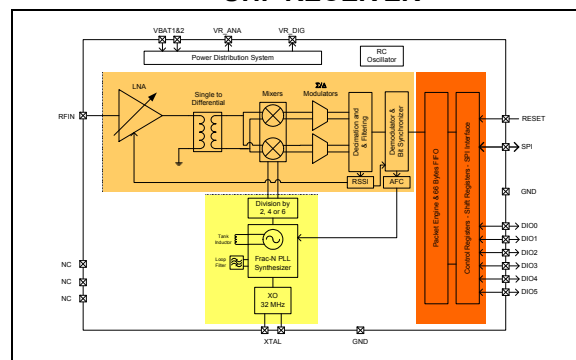 VBAT1&2
VR_ANA
VR_DIG
Power Distribution System
RC
Oscillator
LNA
Single to
Differential
Mixers
Σ/Δ
Modulators
Decimation and
& Filtering
Demodulator &
Bit Synchronizer
RFIN
RSSI
AFC
Packet Engine & 66 Bytes FIFO
Control Registers - Shift Registers - SPI Interface
RESET
SPI
GND
DIO0
DIO1
DIO2
DIO3
DIO4
DIO5
Division by
2, 4 or 6
Tank
Inductor
Loop
Filter
Frac-N PLL
Synthesizer
XO
32 MHz
NC
NC
NC
XTAL
GND